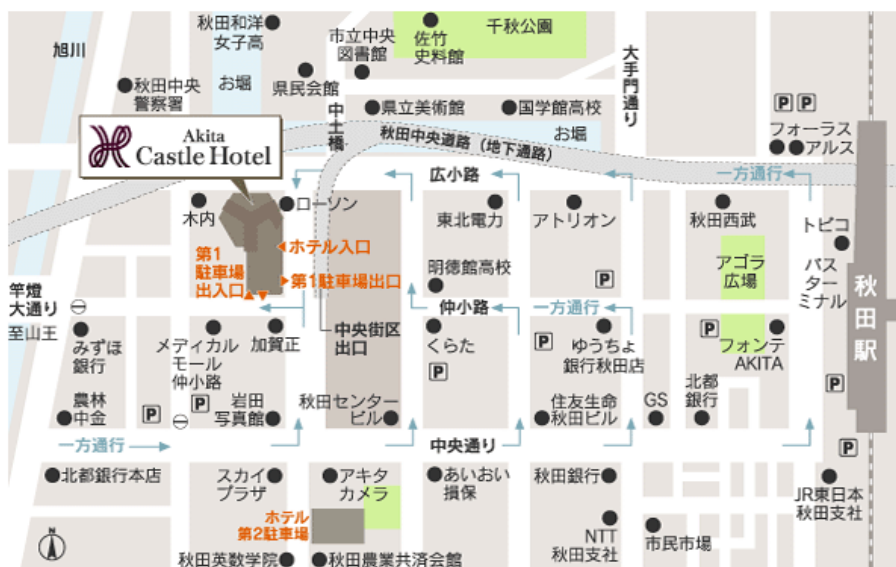 秋田和洋
女子高
旭川
市立中央
図書館
佐竹
史料館
千秋公園
大手門通り
秋田中央
警察署
お堀
県民会館
中土橋
県立美術館
国学館高校
P P
フォーラス
アルス
Akita
Castle Hotel
秋田中央道路（地下通路）
お堀
広小路
一方通行
木内
ローソン
東北電力
アトリオン
秋田西武
トピコ
ホテル入口
第1
駐車場
出入口
第1駐車場出口
明徳館高校
P
アゴラ
広場
バス
ター
ミナル
秋田駅
竿燈
大通り
至山王
仲小路
一方通行
中央街区
出口
みずほ
銀行
メディカル
モール
仲小路
加賀正
くらた
P
P
ゆうちょ
銀行秋田店
P
フォンテ
AKITA
農林
中金
P
P
岩田
写真館
秋田センター
ビル
住友生命
秋田ビル
GS
北都
銀行
P
一方通行
中央通り
P
北都銀行本店
スカイ
プラザ
アキタ
カメラ
あいおい
損保
秋田銀行
JR東日本
秋田支社
ホテル
第2駐車場
NTT
秋田支社
市民市場
N
秋田英数学院
秋田農業共済会館